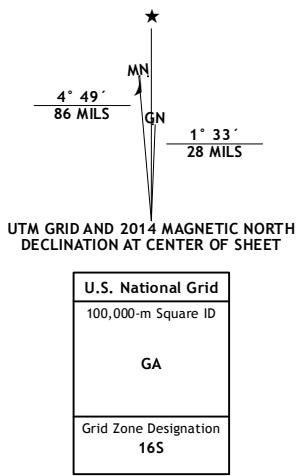 MN
GN
4° 49´
86 MILS
1° 33´
28 MILS
UTM GRID AND 2014 MAGNETIC NORTH
DECLINATION AT CENTER OF SHEET
U.S. National Grid
100,000-m Square ID
GA
Grid Zone Designation
16S